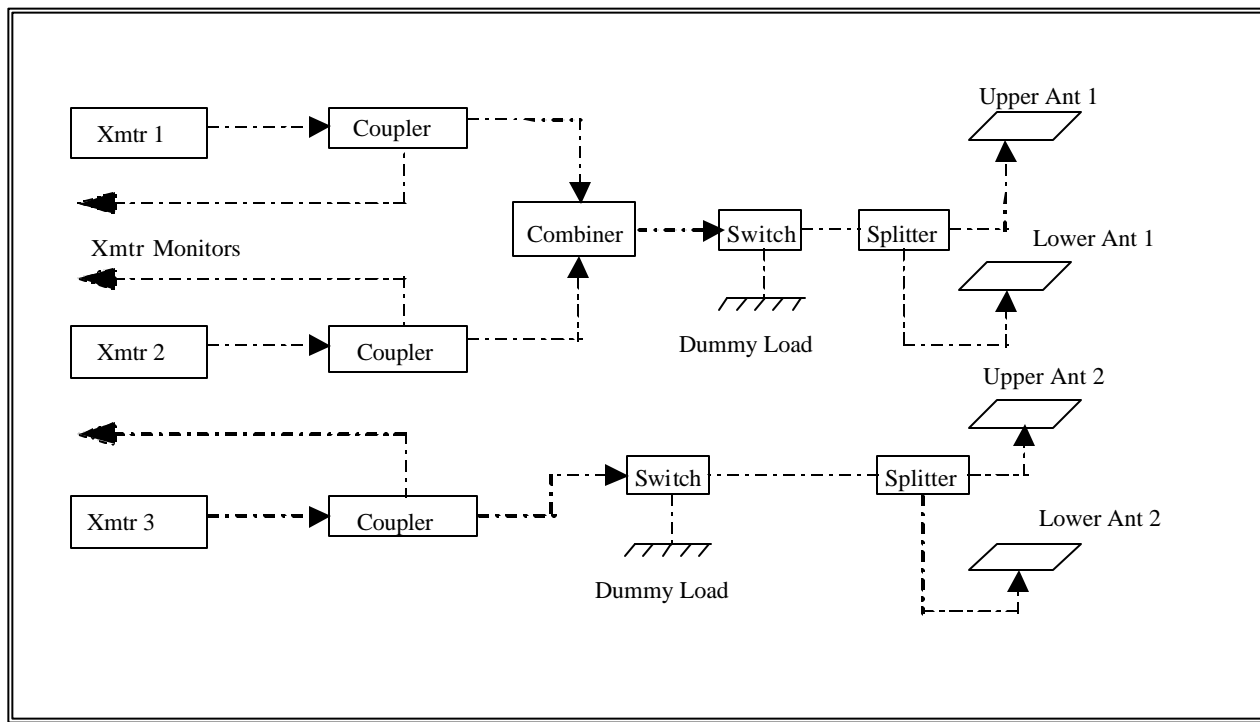 Upper Ant 1
Xmtr 1
Coupler
Combiner
Switch
Splitter
Lower Ant 1
Xmtr Monitors
Xmtr 2
Coupler
Dummy Load
Upper Ant 2
Switch
Splitter
Xmtr 3
Coupler
Lower Ant 2
Dummy Load